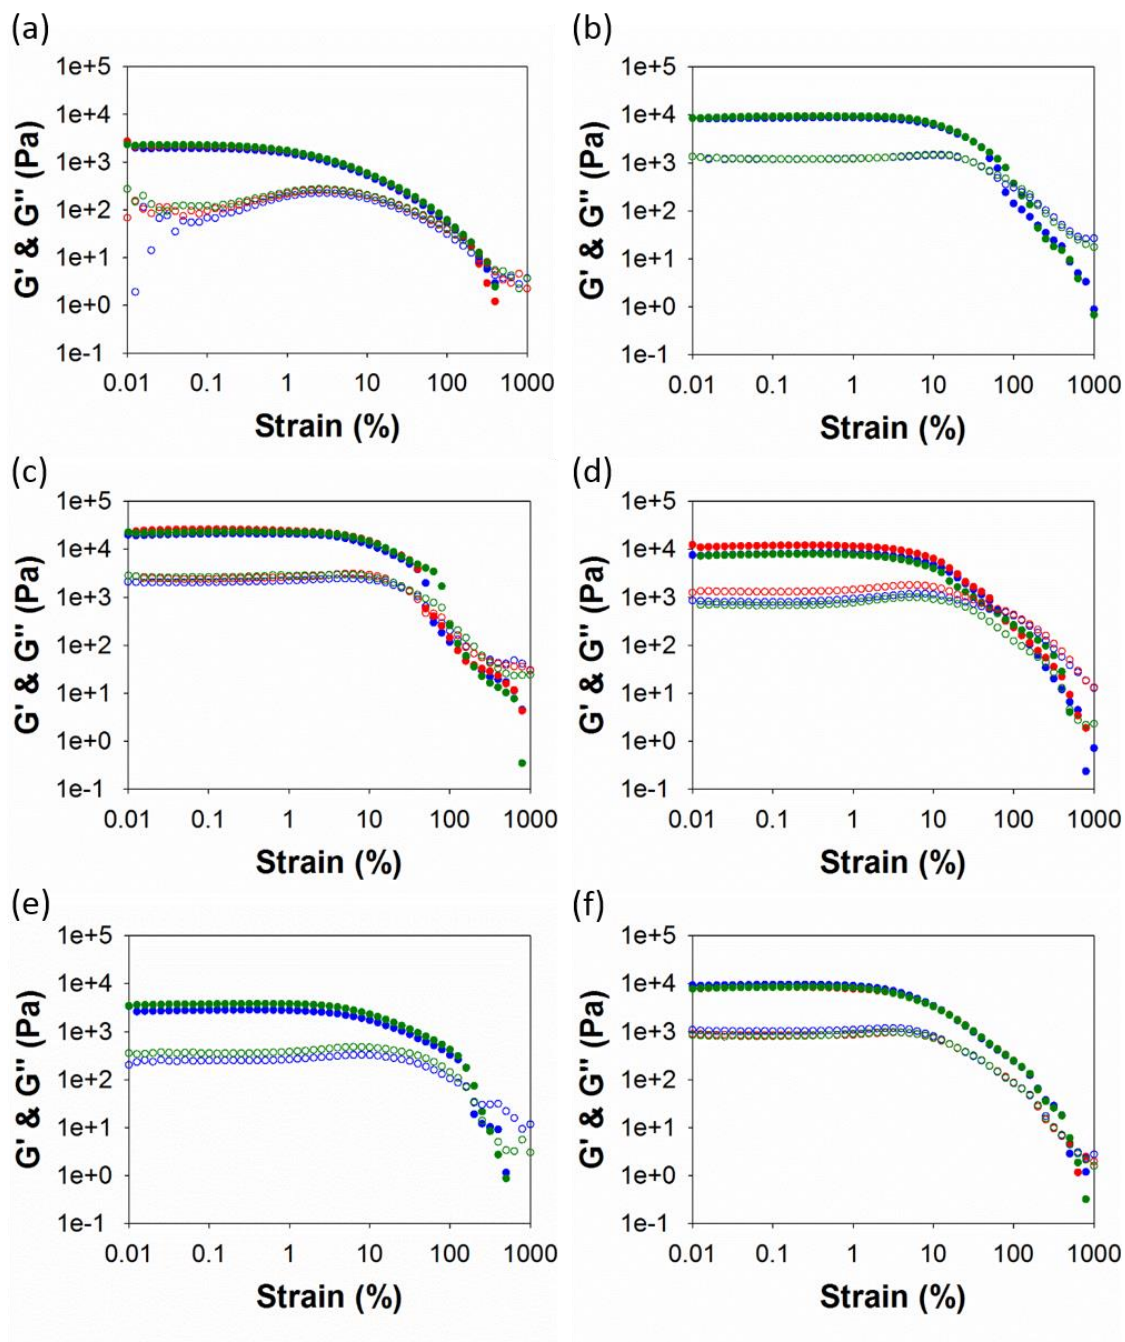 (a)
(b)
G' & G'' (Pa)
1e+5
1e+4
1e+3
1e+2
1e+1
1e+0
1e-1
0.01 0.1 1 10 100 1000
Strain (%)
G' & G'' (Pa)
1e+5
1e+4
1e+3
1e+2
1e+1
1e+0
1e-1
0.01 0.1 1 10 100 1000
Strain (%)
(c)
(d)
G' & G'' (Pa)
1e+5
1e+4
1e+3
1e+2
1e+1
1e+0
1e-1
0.01 0.1 1 10 100 1000
Strain (%)
G' & G'' (Pa)
1e+5
1e+4
1e+3
1e+2
1e+1
1e+0
1e-1
0.01 0.1 1 10 100 1000
Strain (%)
(e)
(f)
G' & G'' (Pa)
1e+5
1e+4
1e+3
1e+2
1e+1
1e+0
1e-1
0.01 0.1 1 10 100 1000
Strain (%)
G' & G'' (Pa)
1e+5
1e+4
1e+3
1e+2
1e+1
1e+0
1e-1
0.01 0.1 1 10 100 1000
Strain (%)